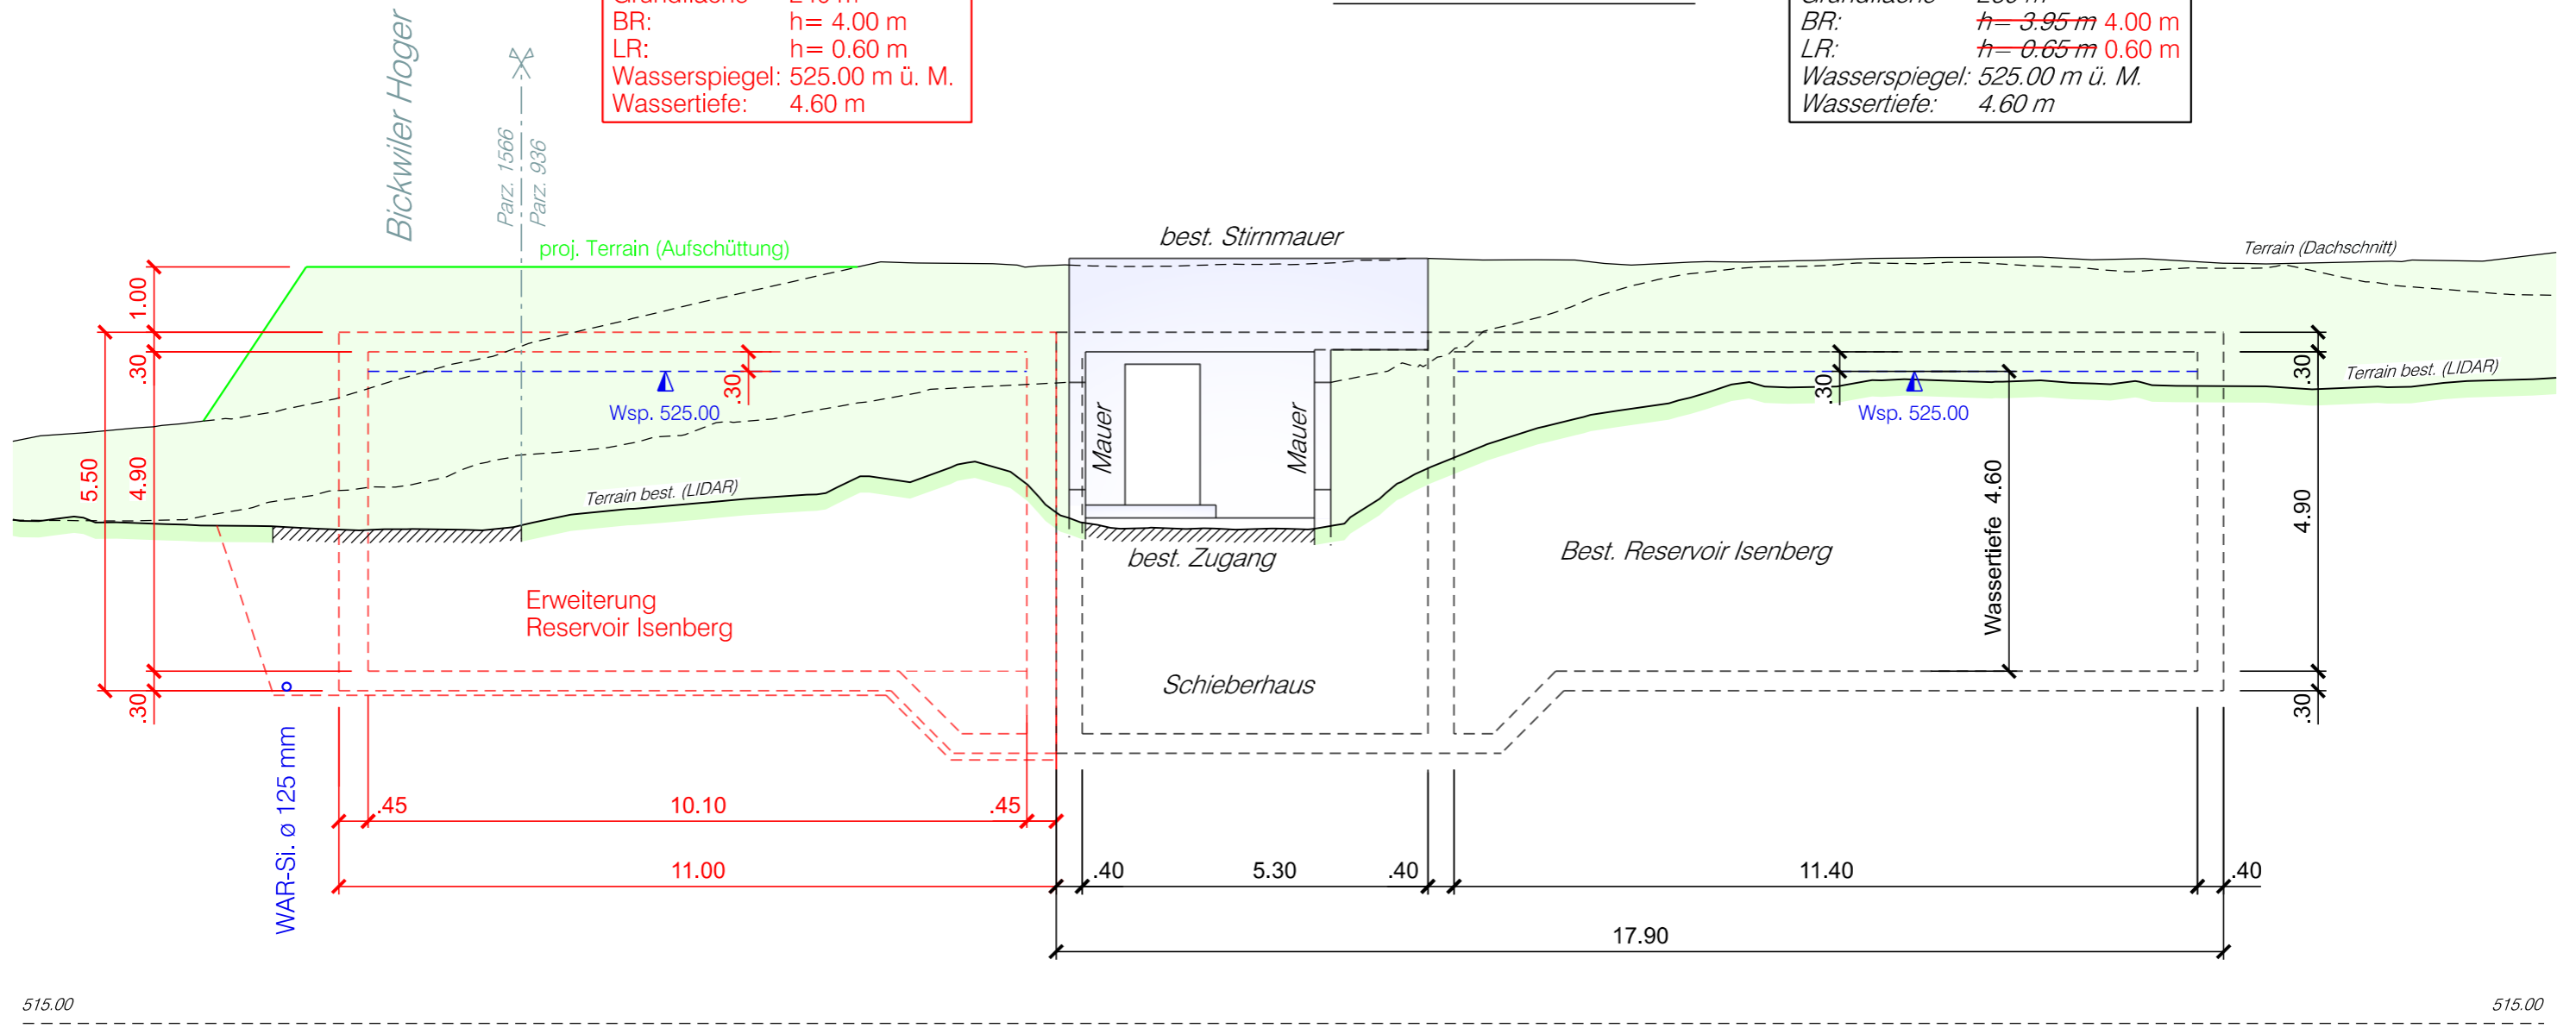 BR: h= 4.00 m
LR: h= 0.60 m
Wasserspiegel: 525.00 m ü. M.
Wassertiefe: 4.60 m
BR: h= 3.95 m 4.00 m
LR: h= 0.65 m 0.60 m
Wasserspiegel: 525.00 m ü. M.
Wassertiefe: 4.60 m
Bickwiler Hoger
Parz. 1566
Parz. 936
proj. Terrain (Aufschüttung)
best. Stirnmauer
Terrain (Dachschnitt)
1.00
.30
4.90
.30
5.50
.30
Wsp. 525.00
Mauer
Mauer
.30
Wsp. 525.00
.30
Terrain best. (LIDAR)
Terrain best. (LIDAR)
Wassertiefe 4.60
4.90
.30
best. Zugang
Best. Reservoir Isenberg
Erweiterung
Reservoir Isenberg
Schieberhaus
WAR-Si. ø 125 mm
.45
10.10
.45
11.00
.40
5.30
.40
11.40
.40
17.90
515.00
515.00